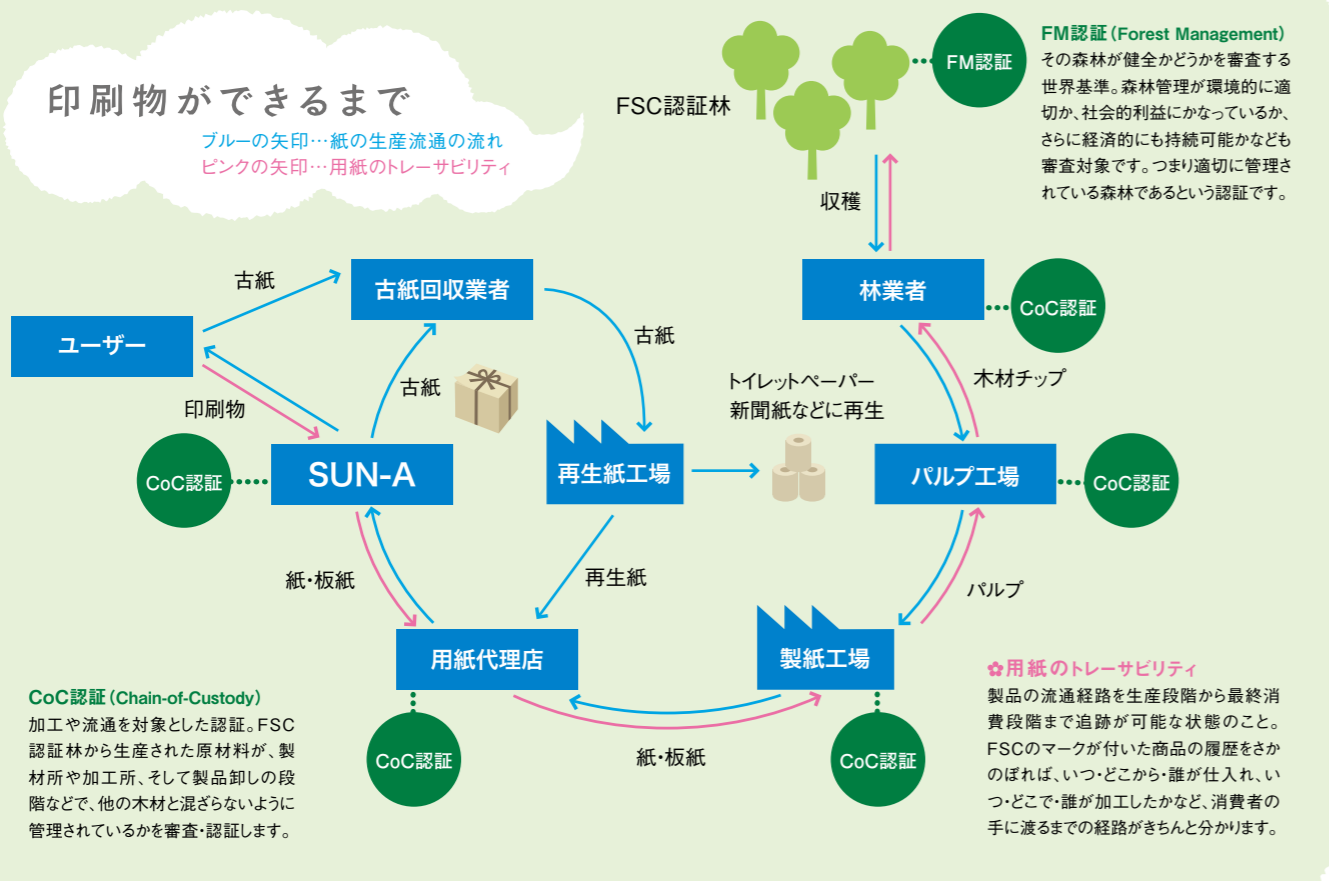 印刷物ができるまで
ブルーの矢印…紙の生産流通の流れ
ピンクの矢印…用紙のトレーサビリティ
FSC認証林
FM認証
FM認証(Forest Management)
その森林が健全かどうかを審査する
世界基準。森林管理が環境的に適
切か、社会的利益にかなっているか、
さらに経済的にも持続可能かなども
審査対象です。つまり適切に管理さ
れている森林であるという認証です。
収穫
林業者
CoC認証
木材チップ
パルプ工場
CoC認証
パルプ
製紙工場
CoC認証
紙・板紙
用紙代理店
CoC認証
紙・板紙
SUN-A
CoC認証
印刷物
ユーザー
古紙
古紙
古紙回収業者
古紙
再生紙工場
トイレットペーパー
新聞紙などに再生
再生紙
CoC認証(Chain-of-Custody)
加工や流通を対象とした認証。FSC
認証林から生産された原材料が、製
材所や加工所、そして製品卸しの段
階などで、他の木材と混ざらないように
管理されているかを審査・認証します。
✿用紙のトレーサビリティ
製品の流通経路を生産段階から最終消
費段階まで追跡が可能な状態のこと。
FSCのマークが付いた商品の履歴をさか
のぼれば、いつ・どこから・誰が仕入れ、い
つ・どこで・誰が加工したかなど、消費者の
手に渡るまでの経路がきちんと分かります。